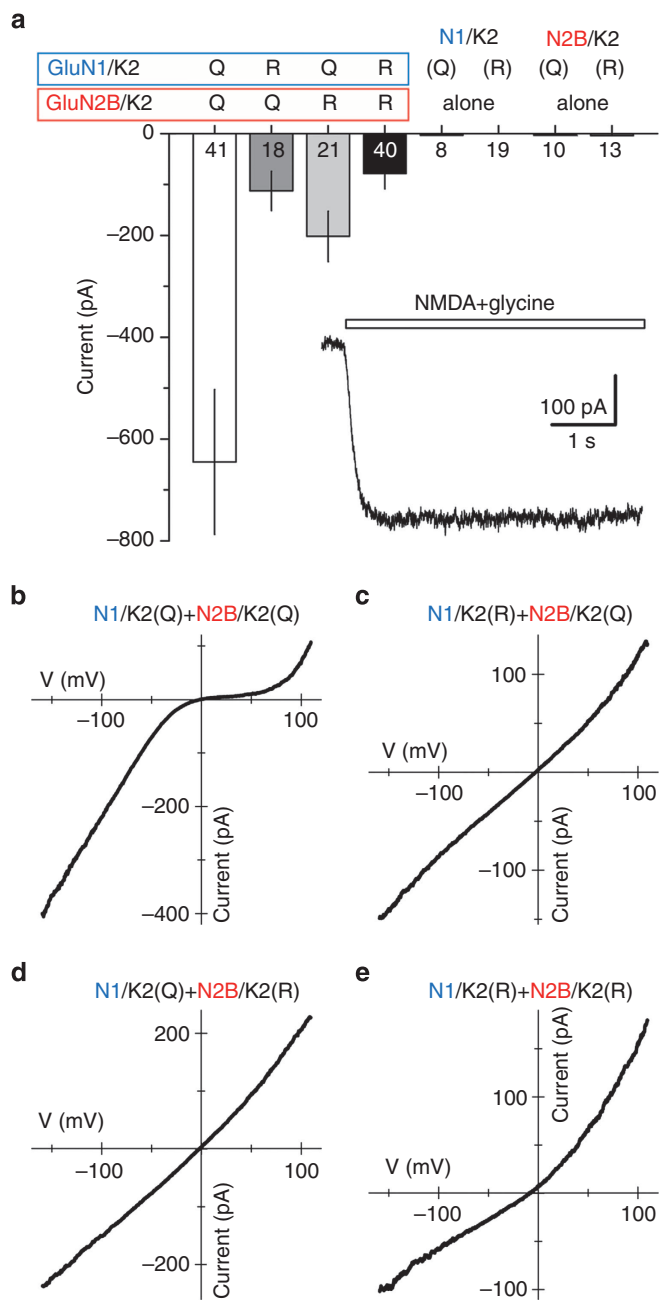 a
N1/K2 N2B/K2
GluN1/K2 Q R Q R (Q) (R) (Q) (R)
GluN2B/K2 Q Q R R alone alone
0
41 18 21 40 8 19 10 13
−200
−400
−600
−800
Current (pA)
NMDA+glycine
100 pA
1 s
b
N1/K2(Q)+N2B/K2(Q)
V (mV)
−100 100
−200
−400
Current (pA)
c
N1/K2(R)+N2B/K2(Q)
100
V (mV)
−100 100
−100
Current (pA)
d
N1/K2(Q)+N2B/K2(R)
200
V (mV)
−100 100
−200
Current (pA)
e
N1/K2(R)+N2B/K2(R)
Current (pA)
100
V (mV)
−100 100
−100